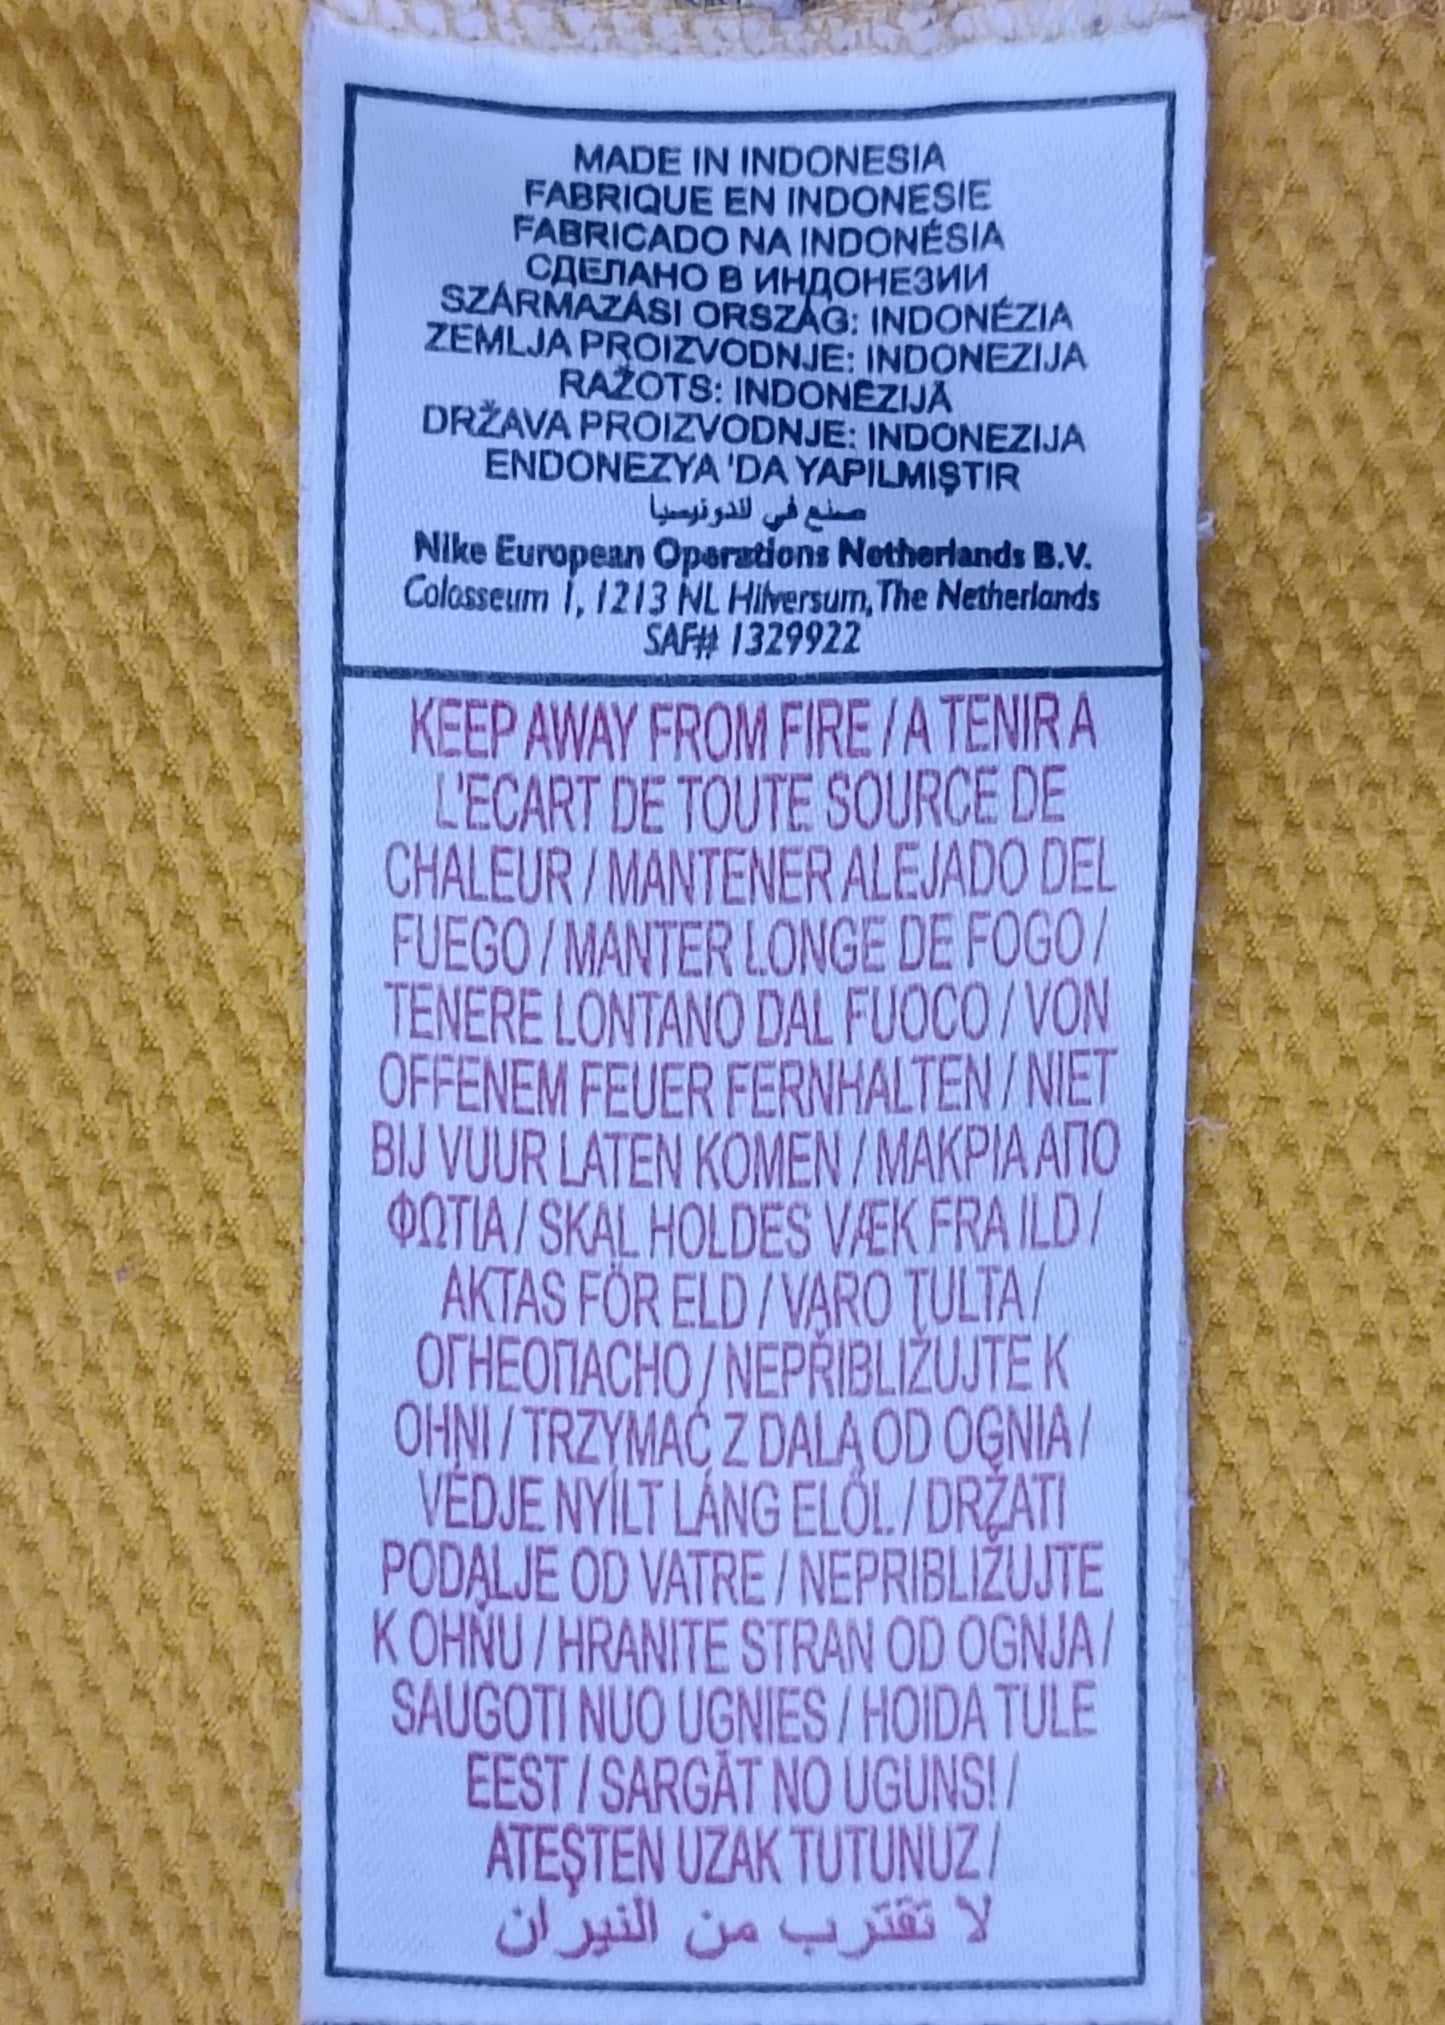 MADE IN INDONESIA
FABRIQUE EN INDONESIE
FABRICADO NA INDONÉSIA
СДЕЛАНО В ИНДОНЕЗИИ
SZÁRMAZÁSI ORSZÁG: INDONÉZIA
ZEMLJA PROIZVODNJE: INDONEZIJA
RAŽOTS: INDONĒZIJĀ
DRŽAVA PROIZVODNJE: INDONEZIJA
ENDONEZYA 'DA YAPILMIŞTIR
صنع في اندونيسيا
Nike European Operations Netherlands B.V.
Colosseum 1, 1213 NL Hilversum, The Netherlands
SAF# 1329922
KEEP AWAY FROM FIRE / A TENIR A
L'ECART DE TOUTE SOURCE DE
CHALEUR / MANTENER ALEJADO DEL
FUEGO / MANTER LONGE DE FOGO /
TENERE LONTANO DAL FUOCO / VON
OFFENEM FEUER FERNHALTEN / NIET
BIJ VUUR LATEN KOMEN / ΜΑΚΡΙΑ ΑΠΟ
ΦΩΤΙΑ / SKAL HOLDES VÆK FRA ILD /
AKTAS FÖR ELD / VARO TULTA /
ОГНЕОПАСНО / NEPŘIBLIŽUJTE K
OHNI / TRZYMAĆ Z DALA OD OGNIA /
VÉDJE NYÍLT LÁNG ELŐL / DRŽATI
PODALJE OD VATRE / NEPRIBLIŽUJTE
K OHŇU / HRANITE STRAN OD OGNJA /
SAUGOTI NUO UGNIES / HOIDA TULE
EEST / SARGĀT NO UGUNS! /
ATEŞTEN UZAK TUTUNUZ /
لا تقترب من النيران